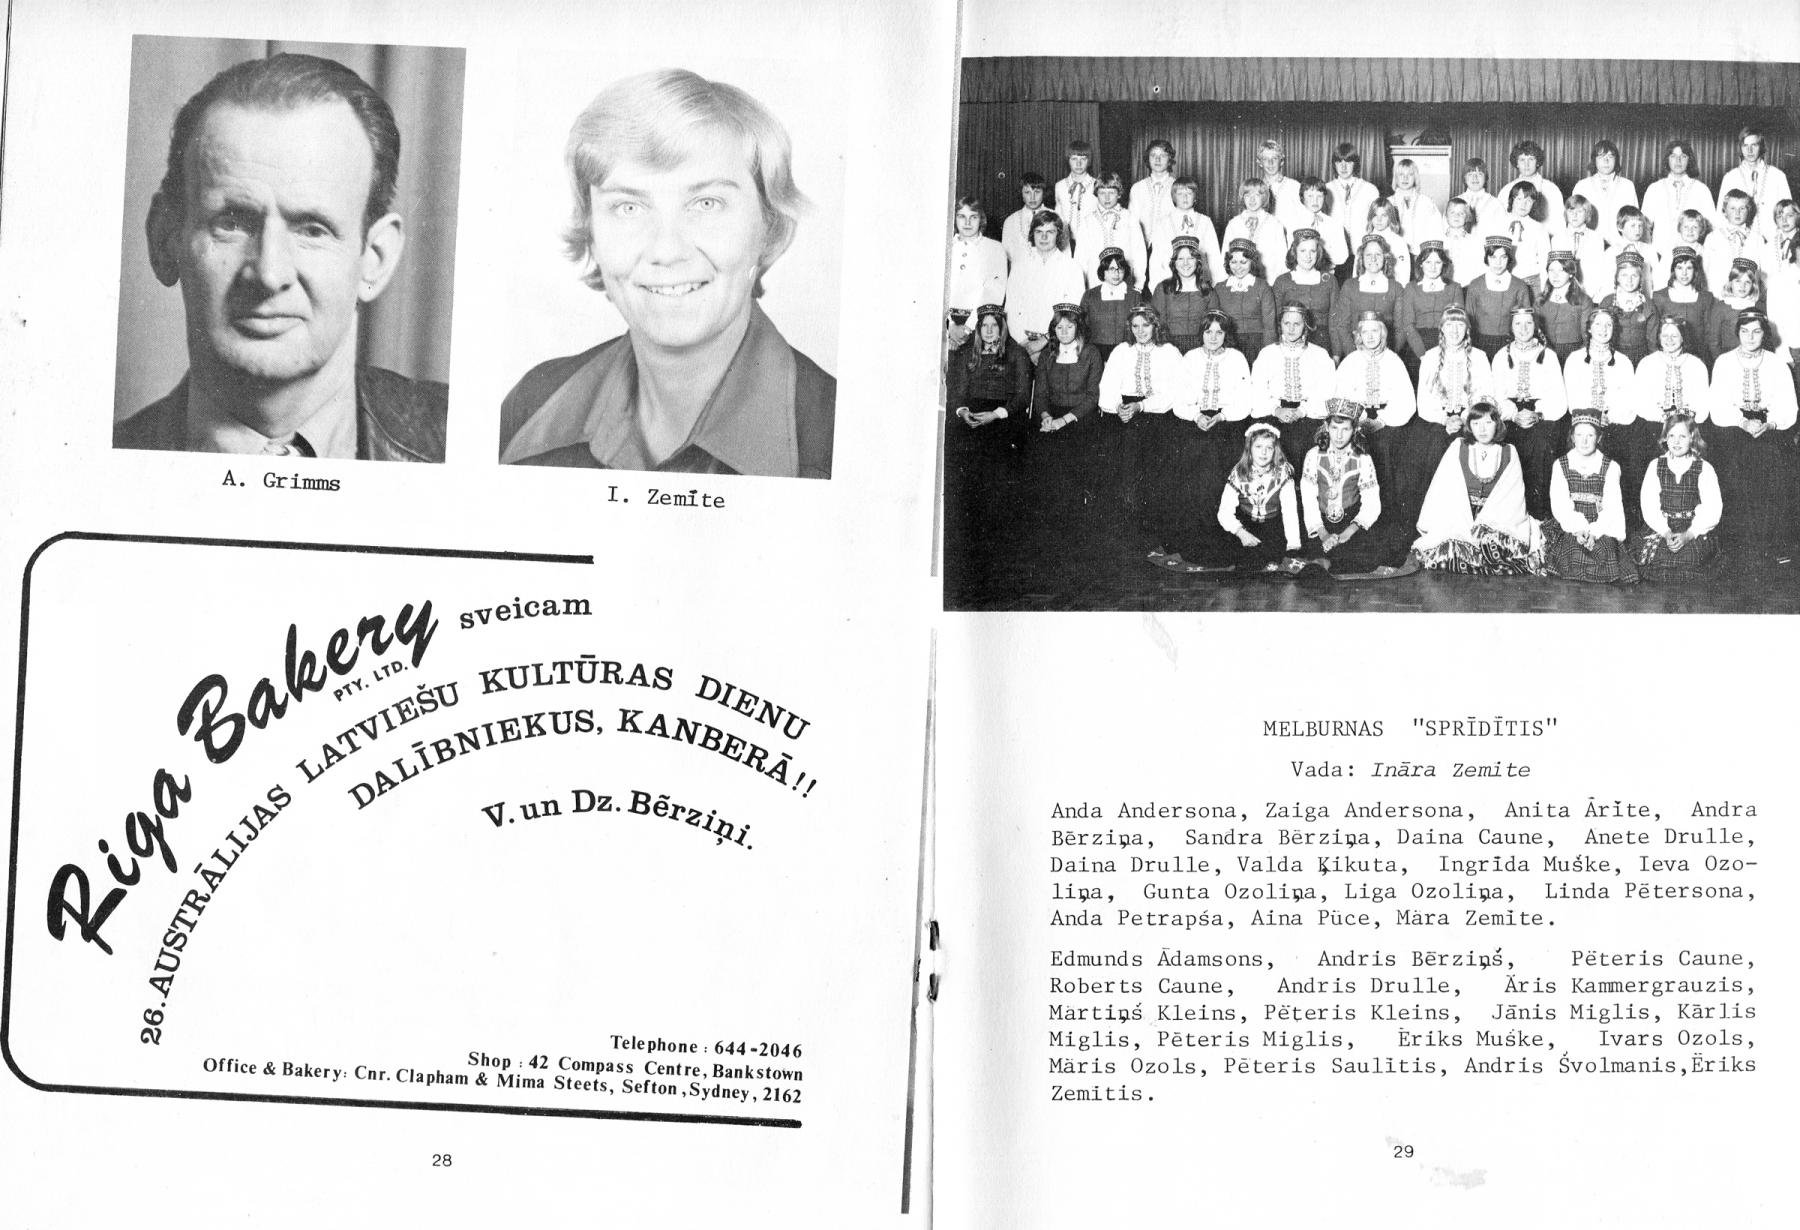 A. Grimms
I. Zemīte
Riga Bakery sveicam
PTY. LTD.
26. AUSTRĀLIJAS LATVIEŠU KULTŪRAS DIENU
DALĪBNIEKUS, KANBERĀ!!
V. un Dz. Bērziņi.
Telephone : 644-2046
Shop : 42 Compass Centre, Bankstown
Office & Bakery: Cnr. Clapham & Mima Steets, Sefton, Sydney, 2162
28
MELBURNAS "SPRĪDĪTIS"
Vada: Ināra Zemīte
Anda Andersona, Zaiga Andersona, Anita Ārīte, Andra
Bērziņa, Sandra Bērziņa, Daina Caune, Anete Drulle,
Daina Drulle, Valda Ķikuta, Ingrīda Muške, Ieva Ozo-
liņa, Gunta Ozoliņa, Līga Ozoliņa, Linda Pētersona,
Anda Petrapša, Aina Pūce, Māra Zemīte.
Edmunds Ādamsons, Andris Bērziņš, Pēteris Caune,
Roberts Caune, Andris Drulle, Āris Kammergrauzis,
Mārtiņš Kleins, Pēteris Kleins, Jānis Miglis, Kārlis
Miglis, Pēteris Miglis, Ēriks Muške, Ivars Ozols,
Māris Ozols, Pēteris Saulītis, Andris Švolmanis, Ēriks
Zemītis.
29